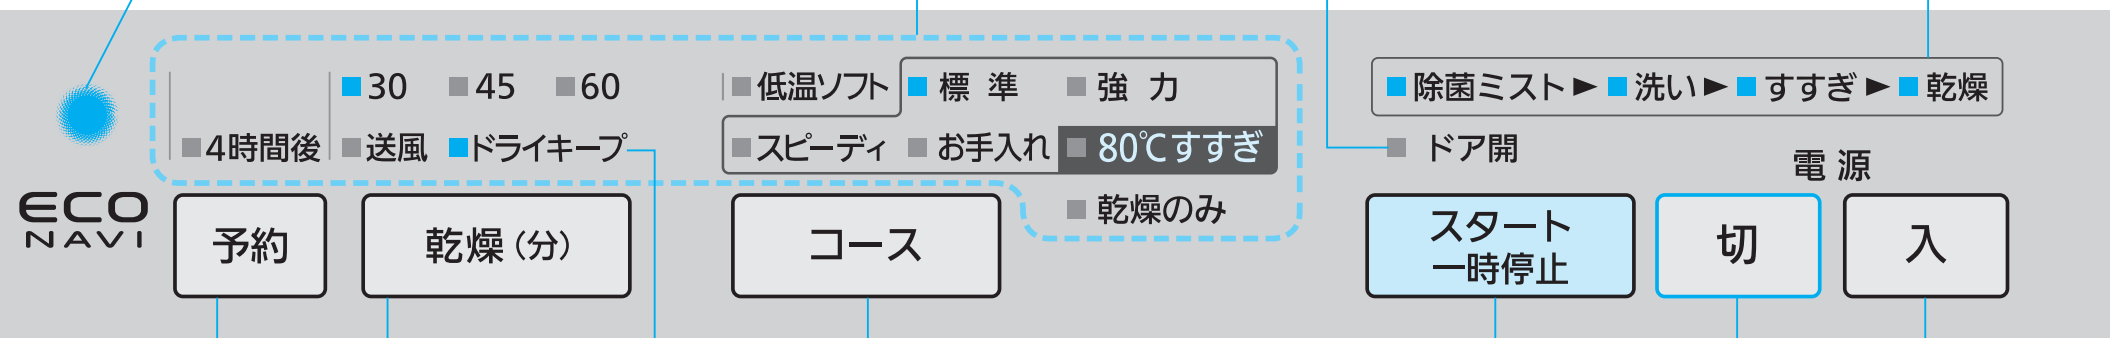 30 45 60 低温ソフト 標 準 強 力 除菌ミスト▶洗い▶すすぎ▶乾燥
4時間後 送風 ドライキープ スピーディ お手入れ 80℃すすぎ ドア開
電 源
ECO
NAVI
乾燥のみ
予約 乾燥(分) コース スタート
一時停止
切 入